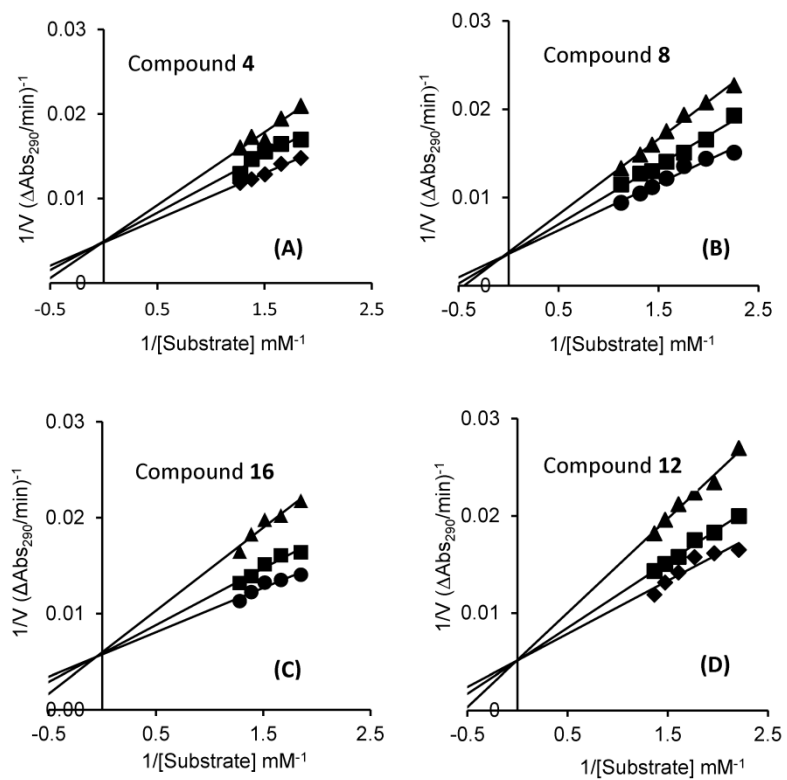 0.03
Compound 4
0.02
0.01
0
-0.5 0.5 1.5 2.5
1/V (ΔAbs290/min)-1
1/[Substrate] mM-1
(A)
0.03
Compound 8
0.02
0.01
0
-0.5 0.5 1.5 2.5
1/V (ΔAbs290/min)-1
1/[Substrate] mM-1
(B)
0.03
Compound 16
0.02
0.01
0.00
-0.5 0.5 1.5 2.5
1/V (ΔAbs290/min)-1
1/[Substrate] mM-1
(C)
0.03
Compound 12
0.02
0.01
0
-0.5 0.5 1.5 2.5
1/V (ΔAbs290/min)-1
1/[Substrate] mM-1
(D)